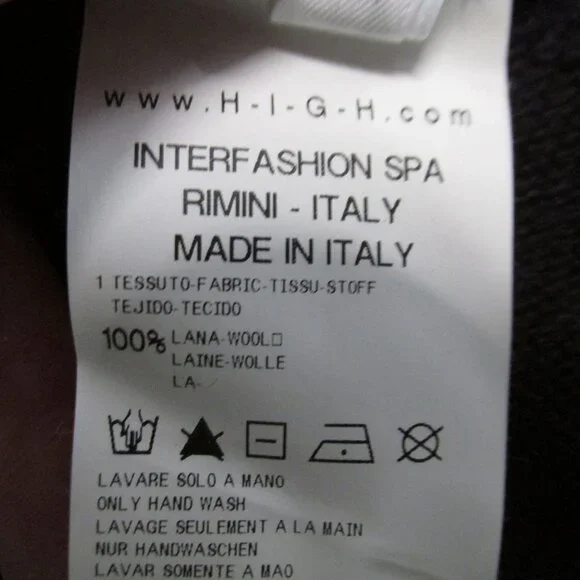 www.H-I-G-H.com
INTERFASHION SPA
RIMINI - ITALY
MADE IN ITALY
1 TESSUTO-FABRIC-TISSU-STOFF
TEJIDO-TECIDO
100% LANA-WOOL□
LAINE-WOLLE
LA-
LAVARE SOLO A MANO
ONLY HAND WASH
LAVAGE SEULEMENT A LA MAIN
NUR HANDWASCHEN
LAVAR SOMENTE A MAO